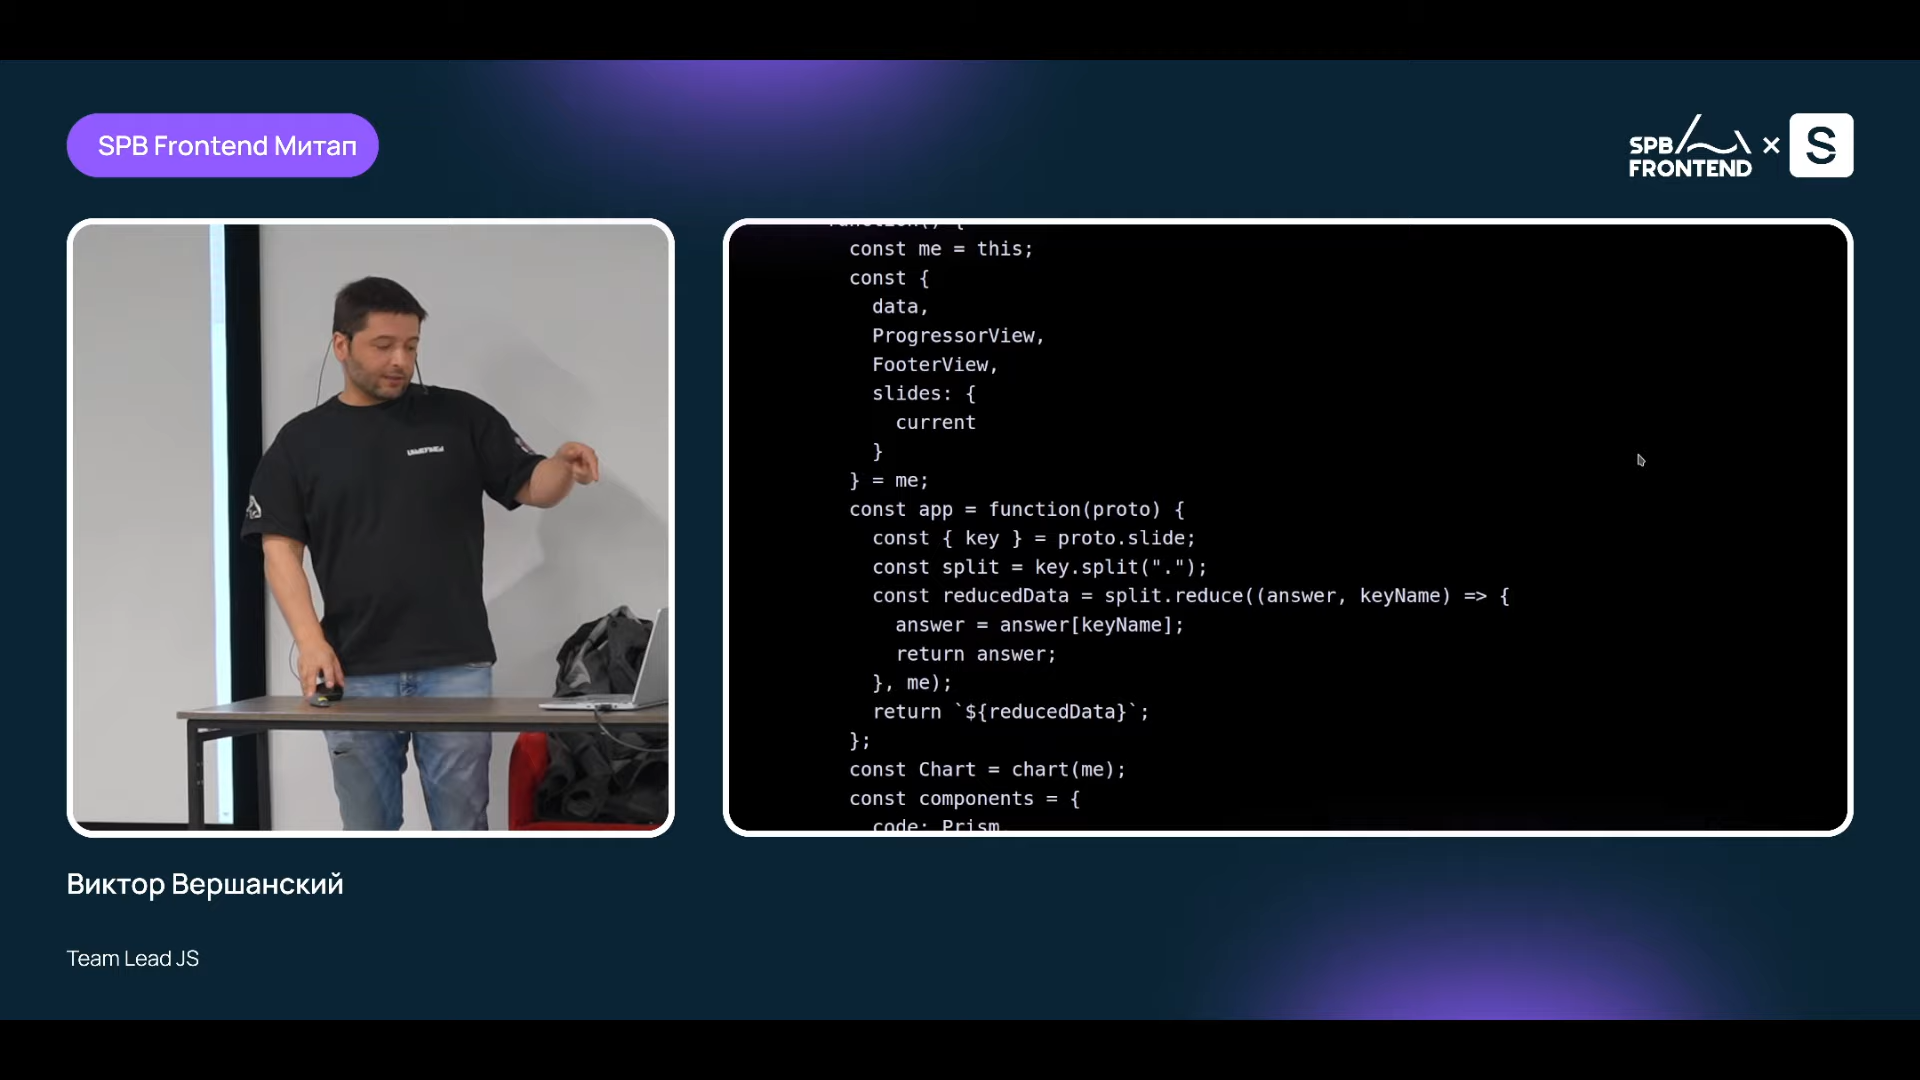 SPB Frontend Митап
SPB
FRONTEND
×
S
function() {
const me = this;
const {
data,
ProgressorView,
FooterView,
slides: {
current
}
} = me;
const app = function(proto) {
const { key } = proto.slide;
const split = key.split(".");
const reducedData = split.reduce((answer, keyName) => {
answer = answer[keyName];
return answer;
}, me);
return `${reducedData}`;
};
const Chart = chart(me);
const components = {
code: Prism
Виктор Вершанский
Team Lead JS